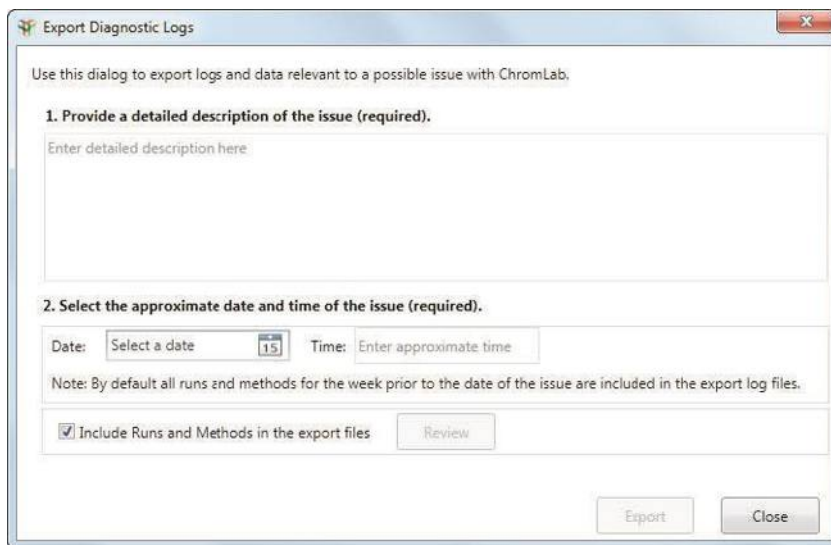 Export Diagnostic Logs
Use this dialog to export logs and data relevant to a possible issue with ChromLab.
1. Provide a detailed description of the issue (required).
Enter detailed description here
2. Select the approximate date and time of the issue (required).
Date: Select a date 15 Time: Enter approximate time
Note: By default all runs and methods for the week prior to the date of the issue are included in the export log files.
Include Runs and Methods in the export files Review
Export Close